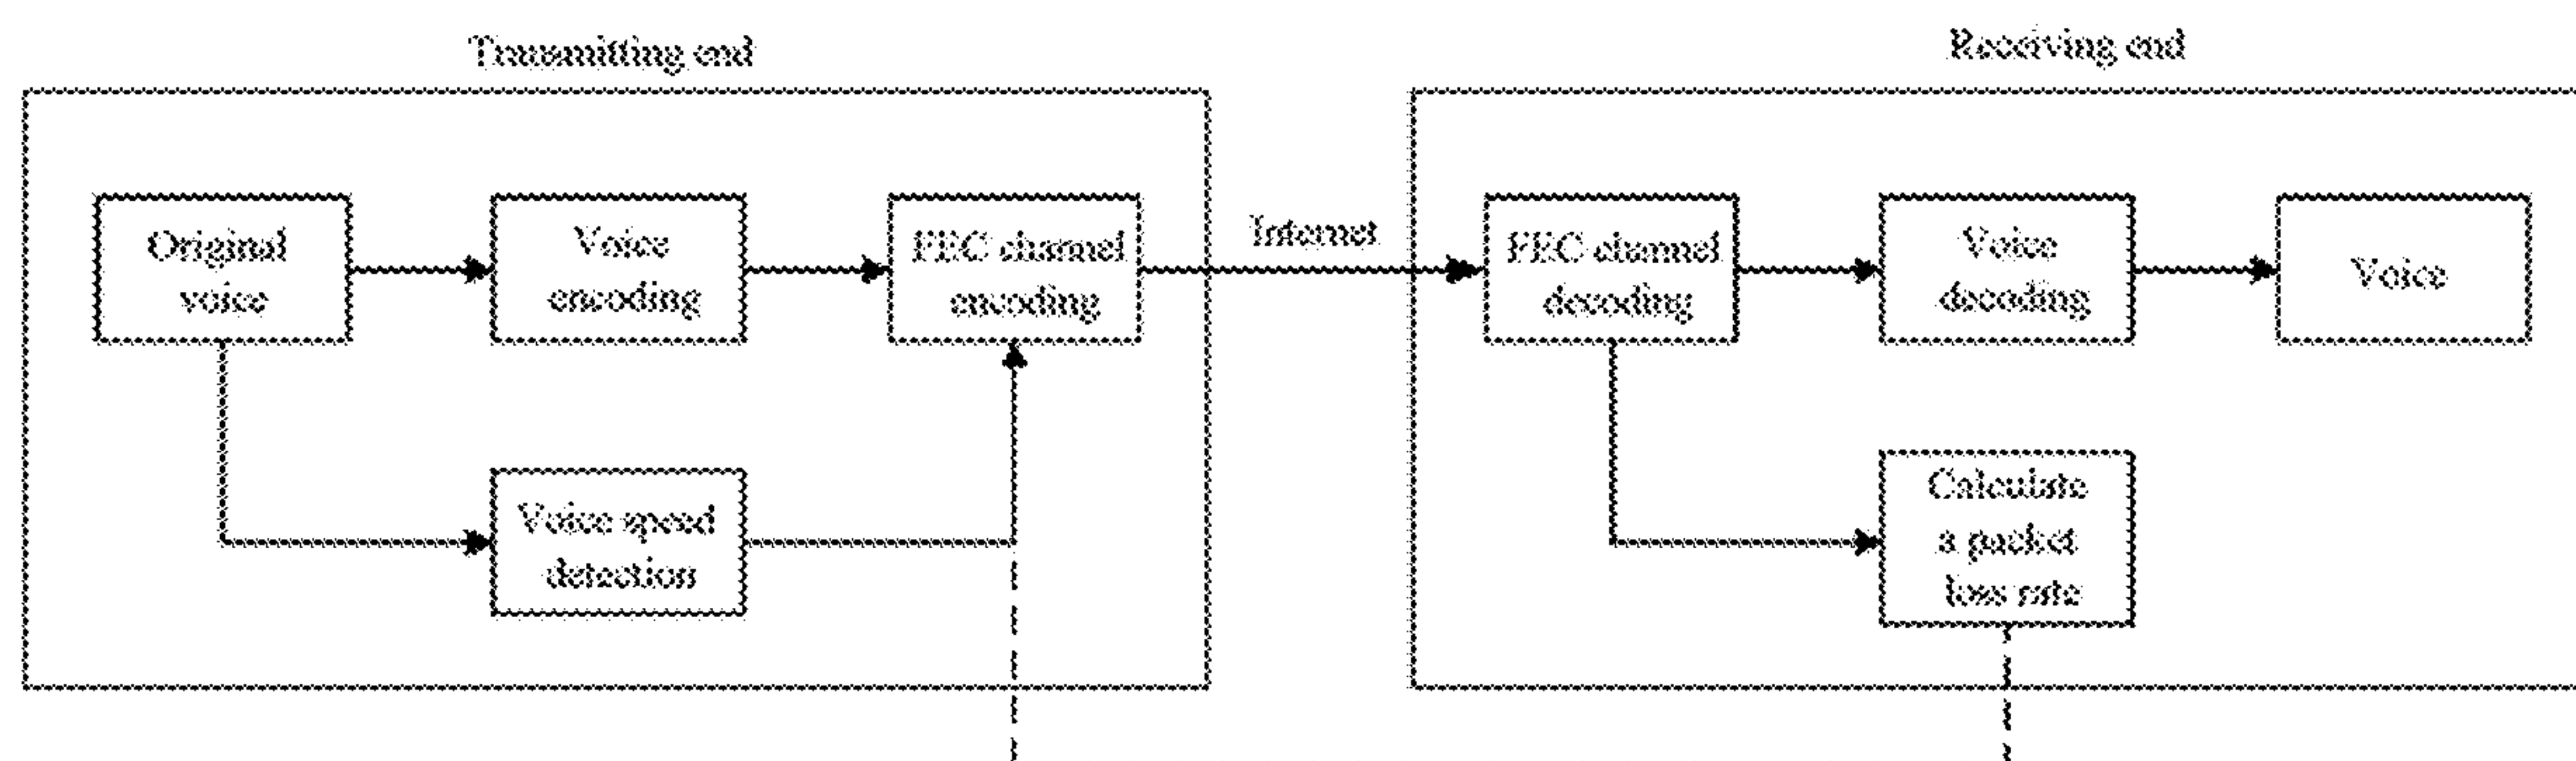 Transmitting end
Receiving end
Original
voice
Voice
encoding
FEC channel
encoding
Internet
FEC channel
decoding
Voice
decoding
Voice
Voice speed
detection
Calculate
a packet
loss rate